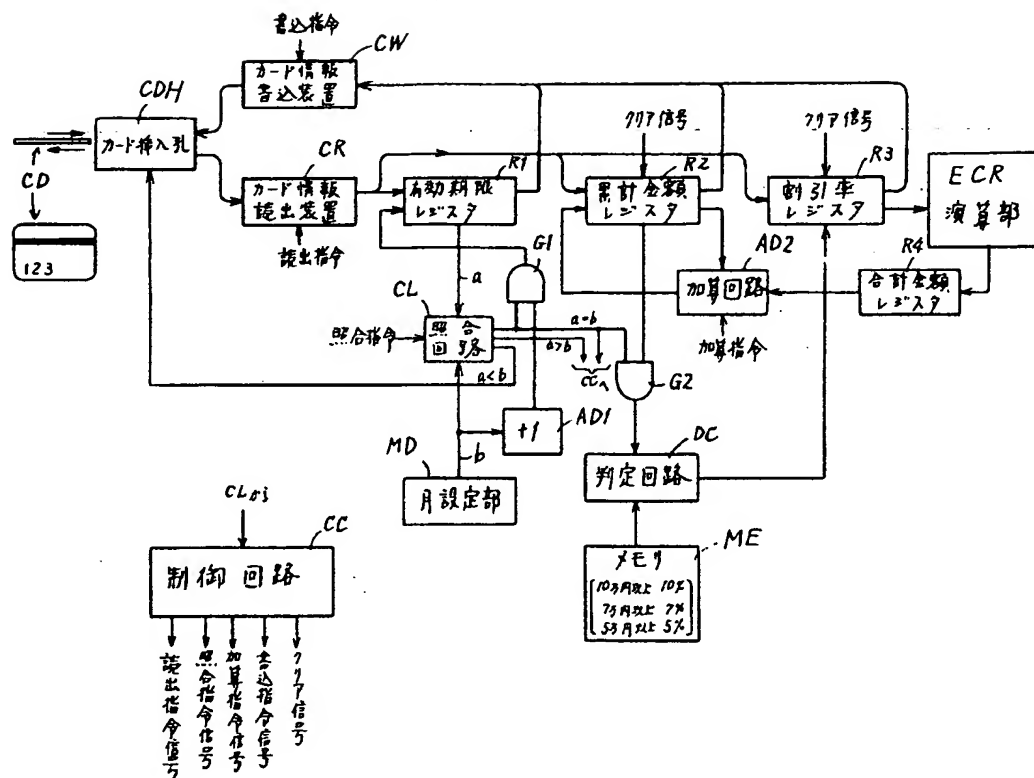 書込指令
CW
カード情報
書込装置
CDH
カード挿入孔
CD
123
CR
カード情報
読出装置
読出指令
R1
有効期限
レジスタ
クリア信号
R2
累計金額
レジスタ
クリア信号
R3
割引率
レジスタ
ECR
演算部
R4
合計金額
レジスタ
AD2
加算回路
加算指令
G1
a
CL
照合
回路
照合指令
a=b
a>b
a<b
CCへ
G2
AD1
+1
b
MD
月設定部
DC
判定回路
ME
メモリ
10万円以上 10%
7万円以上 7%
5万円以上 5%
CLから
CC
制御回路
読出指令信号
照合指令信号
加算指令信号
書込指令信号
クリア信号